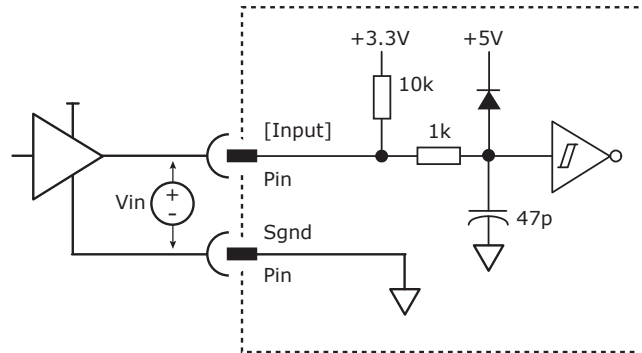 +3.3V
+5V
10k
[Input]
1k
Pin
Vin
+
-
47p
Sgnd
Pin